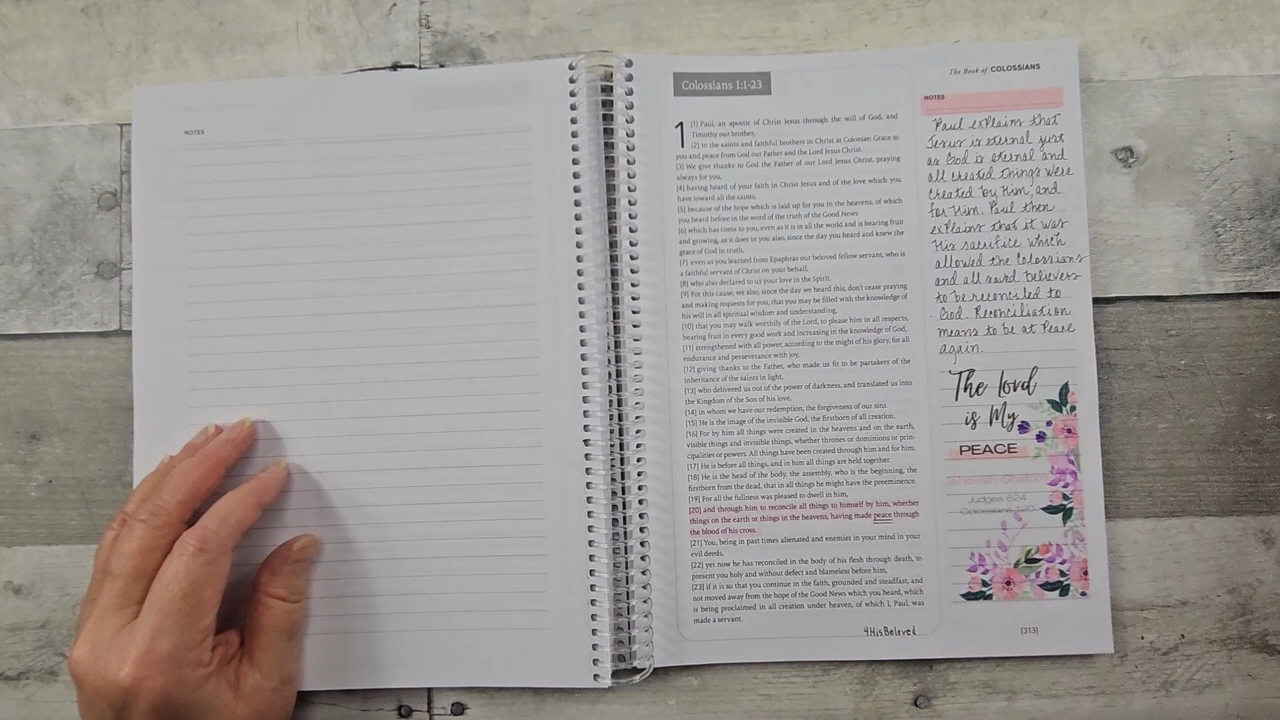 NOTES
Colossians 1:1-23
1 [1] Paul, an apostle of Christ Jesus through the will of God, and
Timothy our brother,
[2] to the saints and faithful brothers in Christ at Colossae: Grace to
you and peace from God our Father and the Lord Jesus Christ.
[3] We give thanks to God the Father of our Lord Jesus Christ, praying
always for you,
[4] having heard of your faith in Christ Jesus and of the love which you
have toward all the saints,
[5] because of the hope which is laid up for you in the heavens, of which
you heard before in the word of the truth of the Good News
[6] which has come to you, even as it is in all the world and is bearing fruit
and growing, as it does in you also, since the day you heard and knew the
grace of God in truth,
[7] even as you learned from Epaphras our beloved fellow servant, who is
a faithful servant of Christ on your behalf,
[8] who also declared to us your love in the Spirit.
[9] For this cause, we also, since the day we heard this, don't cease praying
and making requests for you, that you may be filled with the knowledge of
his will in all spiritual wisdom and understanding,
[10] that you may walk worthily of the Lord, to please him in all respects,
bearing fruit in every good work and increasing in the knowledge of God,
[11] strengthened with all power, according to the might of his glory, for all
endurance and perseverance with joy,
[12] giving thanks to the Father, who made us fit to be partakers of the
inheritance of the saints in light,
[13] who delivered us out of the power of darkness, and translated us into
the Kingdom of the Son of his love,
[14] in whom we have our redemption, the forgiveness of our sins.
[15] He is the image of the invisible God, the firstborn of all creation.
[16] For by him all things were created in the heavens and on the earth,
visible things and invisible things, whether thrones or dominions or prin-
cipalities or powers. All things have been created through him and for him.
[17] He is before all things, and in him all things are held together.
[18] He is the head of the body, the assembly, who is the beginning, the
firstborn from the dead, that in all things he might have the preeminence.
[19] For all the fullness was pleased to dwell in him,
[20] and through him to reconcile all things to himself by him, whether
things on the earth or things in the heavens, having made peace through
the blood of his cross.
[21] You, being in past times alienated and enemies in your mind in your
evil deeds,
[22] yet now he has reconciled in the body of his flesh through death, to
present you holy and without defect and blameless before him,
[23] if it is so that you continue in the faith, grounded and steadfast, and
not moved away from the hope of the Good News which you heard, which
is being proclaimed in all creation under heaven, of which I, Paul, was
made a servant.
4HisBeloved
The Book of COLOSSIANS
NOTES
Paul explains that
Jesus is eternal just
as God is eternal and
all created things were
created by Him, and
for Him. Paul then
explains that it was
His sacrifice which
allowed the Colossians
and all saved believers
to be reconciled to
God. Reconciliation
means to be at Peace
again.
The Lord
is My
PEACE
Judges 6:24
Colossians 1:20
[313]